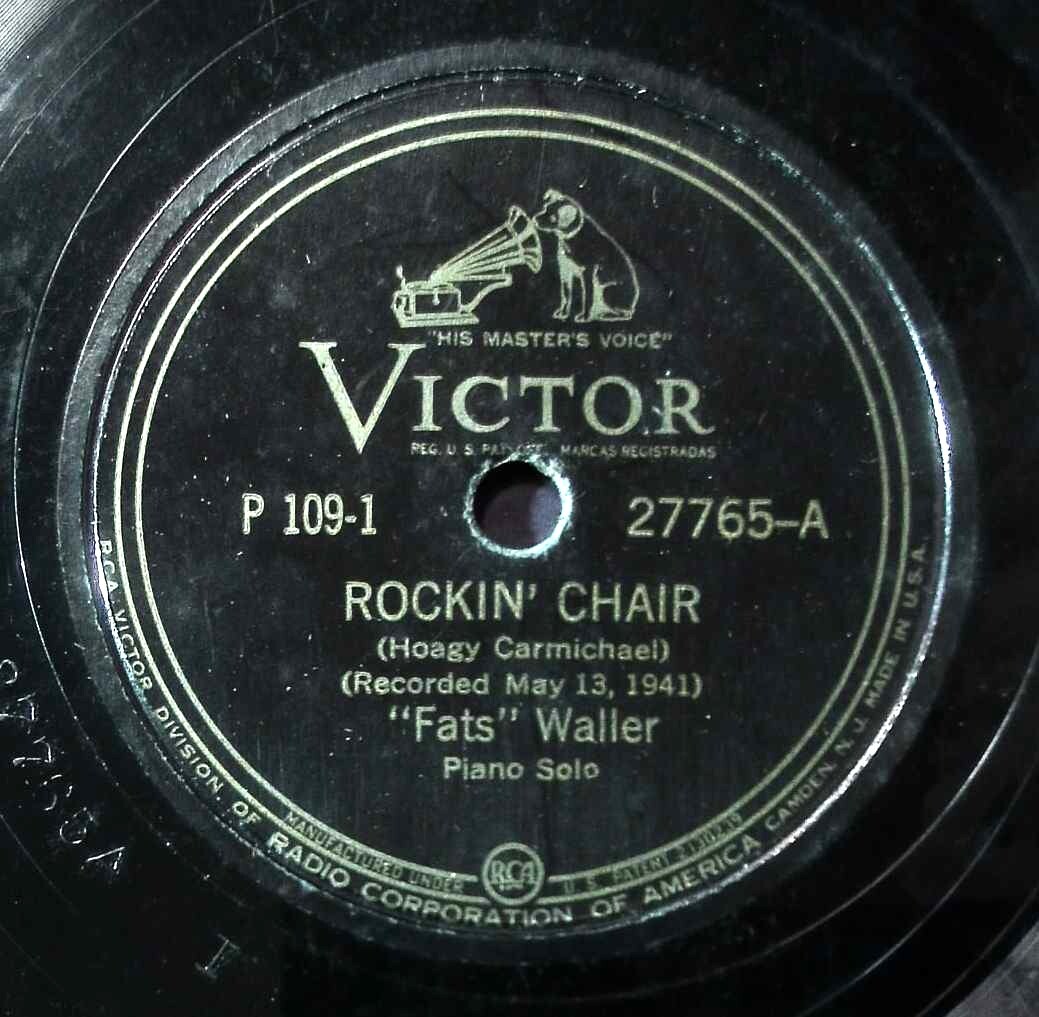 "HIS MASTER'S VOICE"
VICTOR
REG. U. S. PAT. OFF. MARCAS REGISTRADAS
P 109-1
27765-A
ROCKIN' CHAIR
(Hoagy Carmichael)
(Recorded May 13, 1941)
"Fats" Waller
Piano Solo
MANUFACTURED UNDER RCA U. S. PATENT
RCA VICTOR DIVISION OF RADIO CORPORATION OF AMERICA CAMDEN, N. J. MADE IN U.S.A.
I